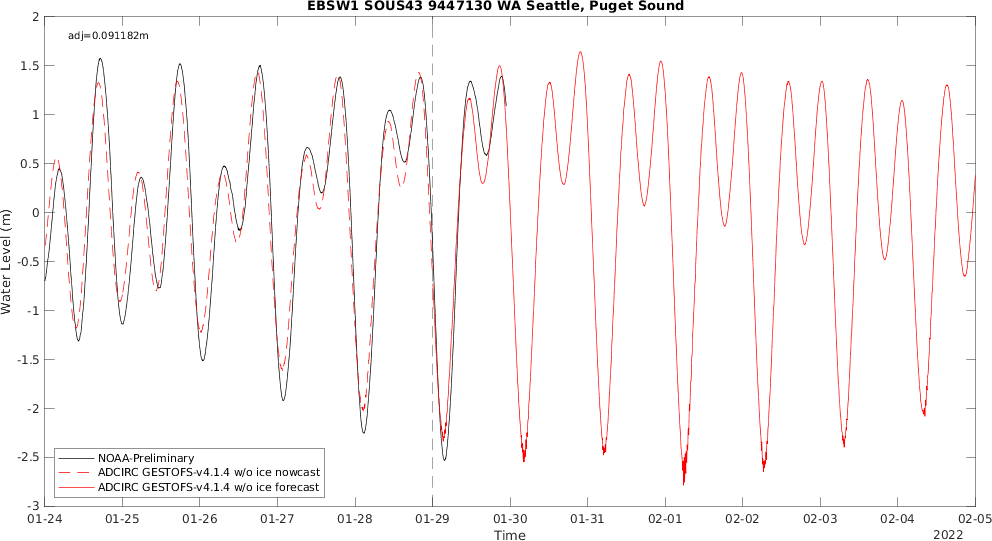 EBSW1 SOUS43 9447130 WA Seattle, Puget Sound
adj=0.091182m
Water Level (m)
2
1.5
1
0.5
0
-0.5
-1
-1.5
-2
-2.5
-3
NOAA-Preliminary
ADCIRC GESTOFS-v4.1.4 w/o ice nowcast
ADCIRC GESTOFS-v4.1.4 w/o ice forecast
01-24 01-25 01-26 01-27 01-28 01-29 01-30 01-31 02-01 02-02 02-03 02-04 02-05
Time
2022